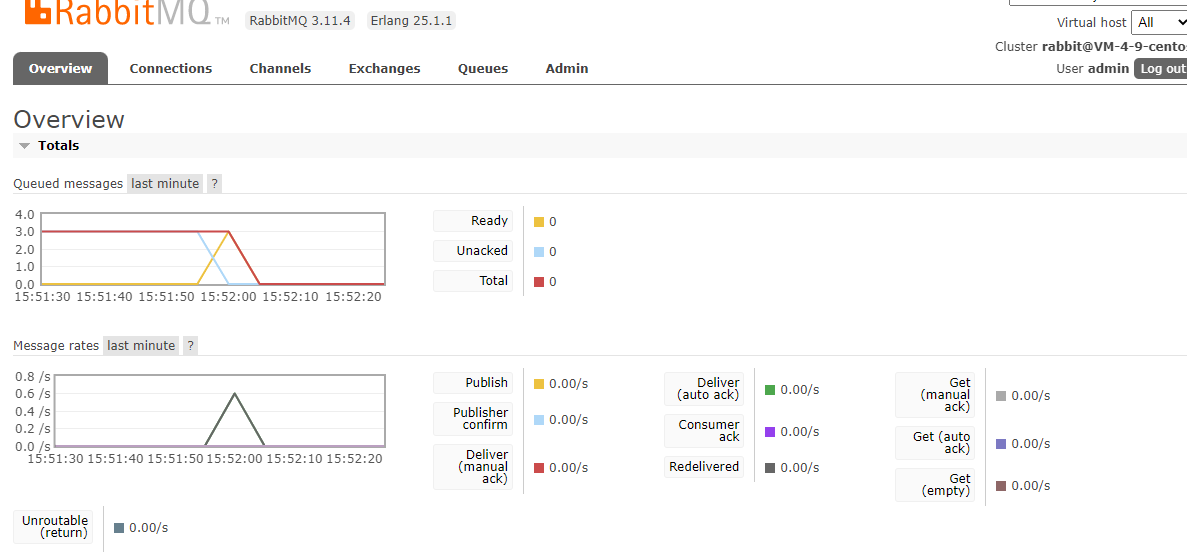 RabbitMQ TM RabbitMQ 3.11.4 Erlang 25.1.1
Virtual host All
Cluster rabbit@VM-4-9-cento
User admin Log out
Overview Connections Channels Exchanges Queues Admin
Overview
Totals
Queued messages last minute ?
4.0
3.0
2.0
1.0
0.0
15:51:30 15:51:40 15:51:50 15:52:00 15:52:10 15:52:20
Ready 0
Unacked 0
Total 0
Message rates last minute ?
0.8 /s
0.6 /s
0.4 /s
0.2 /s
0.0 /s
15:51:30 15:51:40 15:51:50 15:52:00 15:52:10 15:52:20
Publish 0.00/s
Publisher
confirm 0.00/s
Deliver
(manual
ack) 0.00/s
Deliver
(auto ack) 0.00/s
Consumer
ack 0.00/s
Redelivered 0.00/s
Get
(manual
ack) 0.00/s
Get (auto
ack) 0.00/s
Get
(empty) 0.00/s
Unroutable
(return) 0.00/s